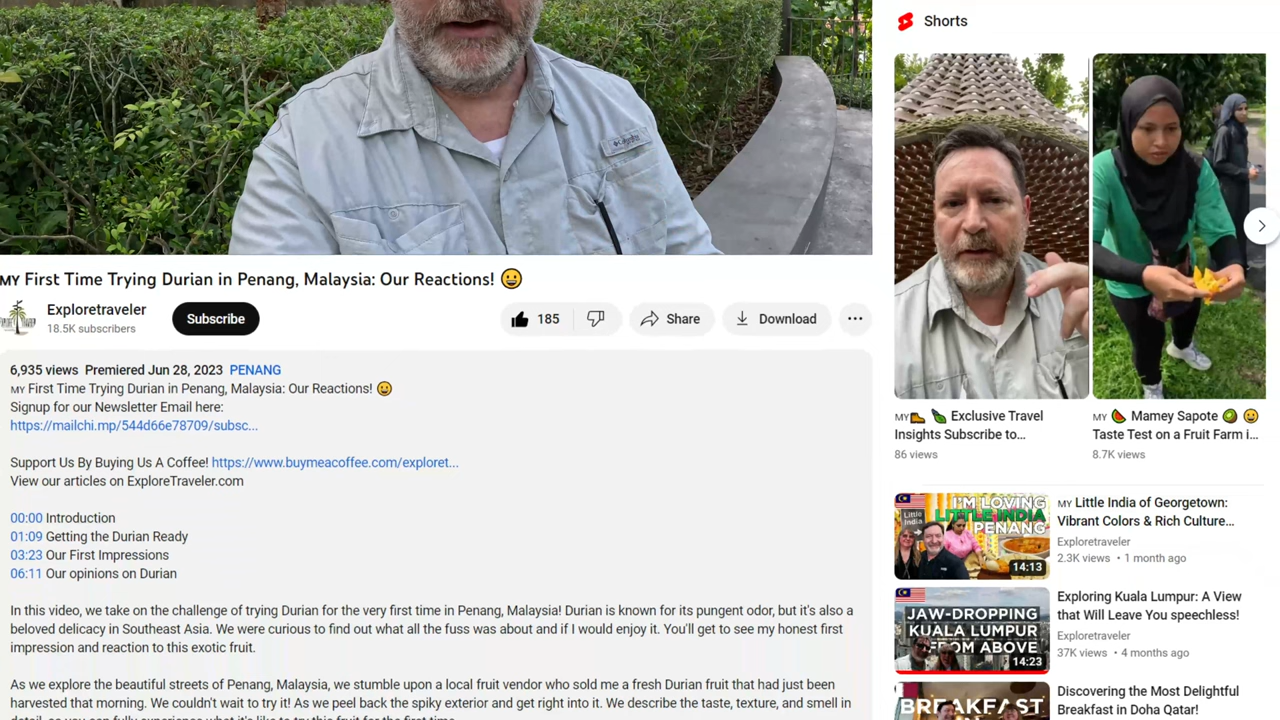 Columbia
MY First Time Trying Durian in Penang, Malaysia: Our Reactions! 😀
Exploretraveler
18.5K subscribers
Subscribe
185
Share
Download
6,935 views Premiered Jun 28, 2023 PENANG
MY First Time Trying Durian in Penang, Malaysia: Our Reactions! 😀
Signup for our Newsletter Email here:
https://mailchi.mp/544d66e78709/subsc...
Support Us By Buying Us A Coffee! https://www.buymeacoffee.com/exploret...
View our articles on ExploreTraveler.com
00:00 Introduction
01:09 Getting the Durian Ready
03:23 Our First Impressions
06:11 Our opinions on Durian
In this video, we take on the challenge of trying Durian for the very first time in Penang, Malaysia! Durian is known for its pungent odor, but it's also a
beloved delicacy in Southeast Asia. We were curious to find out what all the fuss was about and if I would enjoy it. You'll get to see my honest first
impression and reaction to this exotic fruit.
As we explore the beautiful streets of Penang, Malaysia, we stumble upon a local fruit vendor who sold me a fresh Durian fruit that had just been
harvested that morning. We couldn't wait to try it! As we peel back the spiky exterior and get right into it. We describe the taste, texture, and smell in
Shorts
MY🥾 🍃 Exclusive Travel
Insights Subscribe to...
86 views
MY 🍉 Mamey Sapote 🥝 😀
Taste Test on a Fruit Farm i...
8.7K views
I'M LOVING
LITTLE INDIA
PENANG
Little
India
14:13
MY Little India of Georgetown:
Vibrant Colors & Rich Culture...
Exploretraveler
2.3K views • 1 month ago
JAW-DROPPING
KUALA LUMPUR
FROM ABOVE
14:23
Exploring Kuala Lumpur: A View
that Will Leave You speechless!
Exploretraveler
37K views • 4 months ago
BREAKFAST
Discovering the Most Delightful
Breakfast in Doha Qatar!